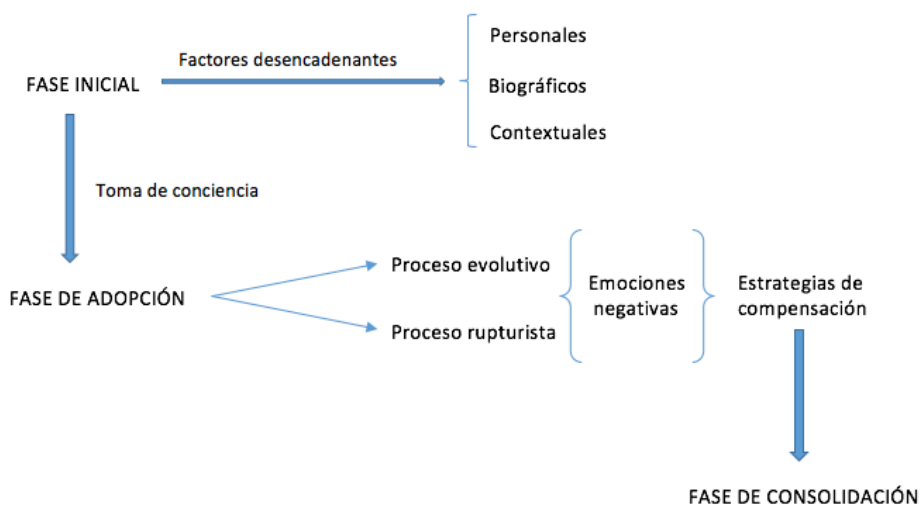 Personales
Factores desencadenantes
FASE INICIAL
Biográficos
Contextuales
Toma de conciencia
FASE DE ADOPCIÓN
Proceso evolutivo
Proceso rupturista
Emociones
negativas
Estrategias de
compensación
FASE DE CONSOLIDACIÓN